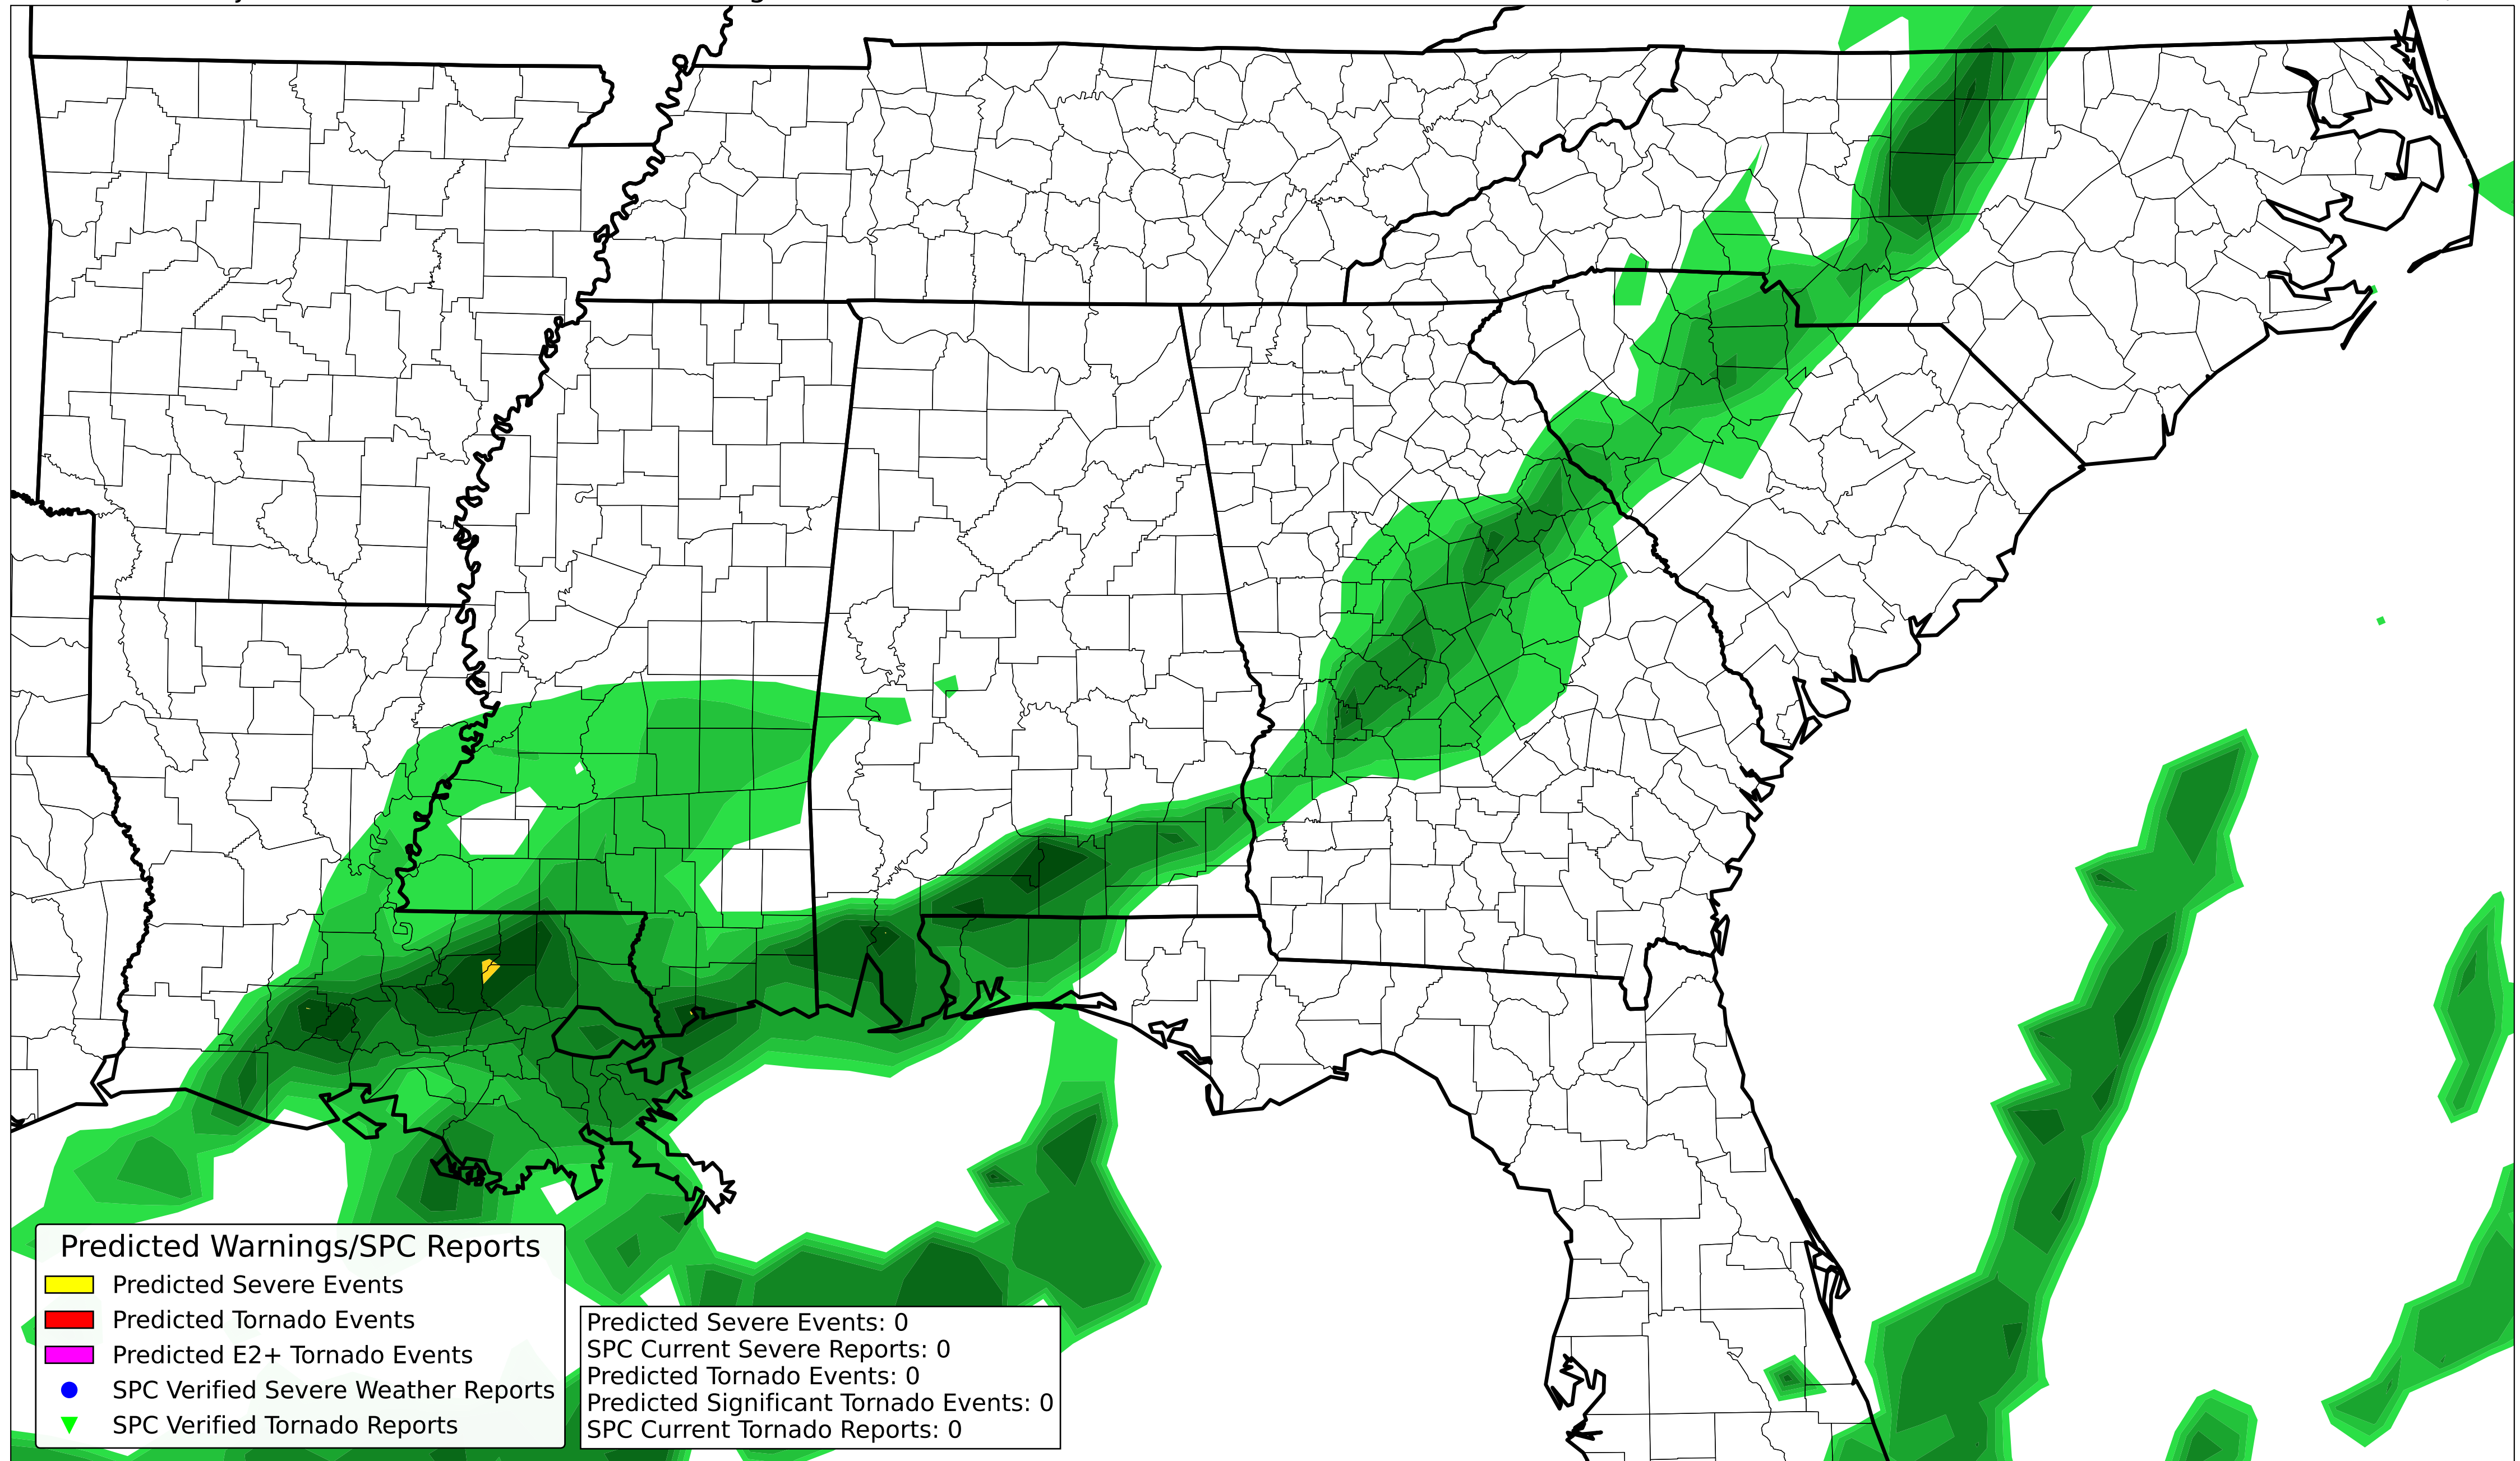 Predicted Warnings/SPC Reports
Predicted Severe Events
Predicted Tornado Events
Predicted E2+ Tornado Events
SPC Verified Severe Weather Reports
SPC Verified Tornado Reports
Predicted Severe Events: 0
SPC Current Severe Reports: 0
Predicted Tornado Events: 0
Predicted Significant Tornado Events: 0
SPC Current Tornado Reports: 0